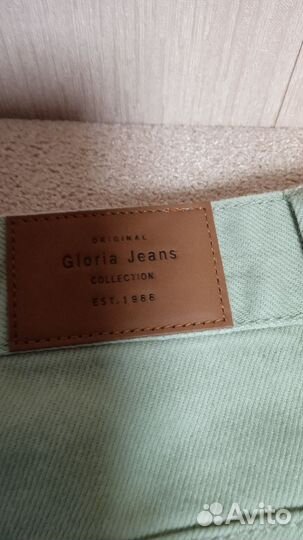 ORIGINAL
Gloria Jeans
COLLECTION
EST.1988
Avito